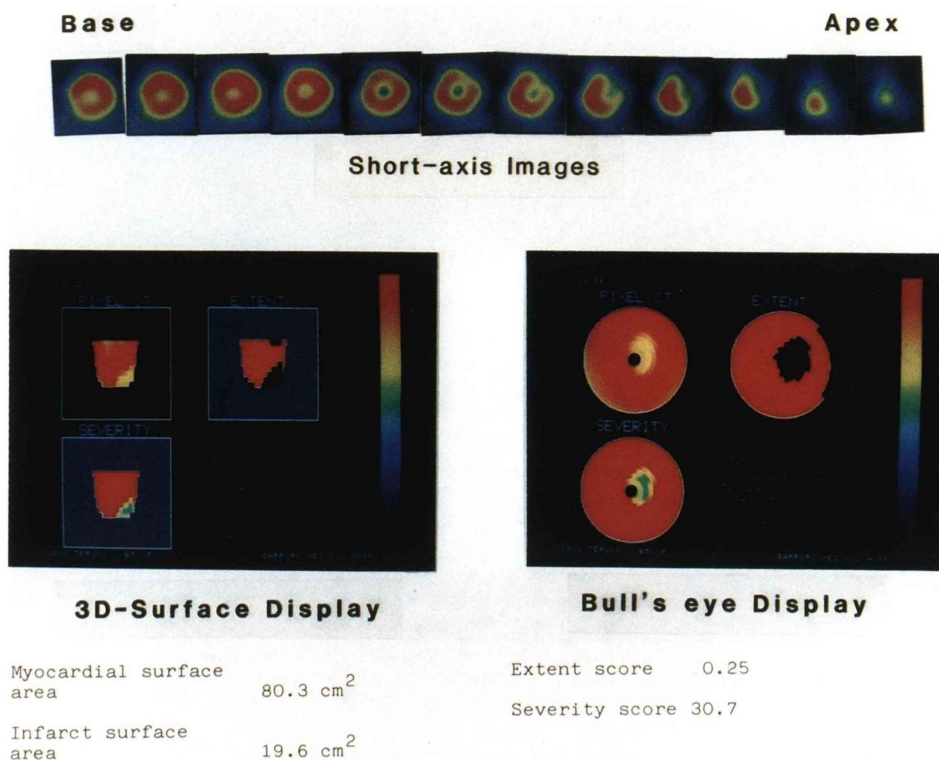 Base
Apex
Short-axis Images
PIXEL CT
EXTENT
SEVERITY
PIXEL CT
EXTENT
SEVERITY
3D-Surface Display
Bull's eye Display
Myocardial surface
area 80.3 cm2
Infarct surface
area 19.6 cm2
Extent score 0.25
Severity score 30.7